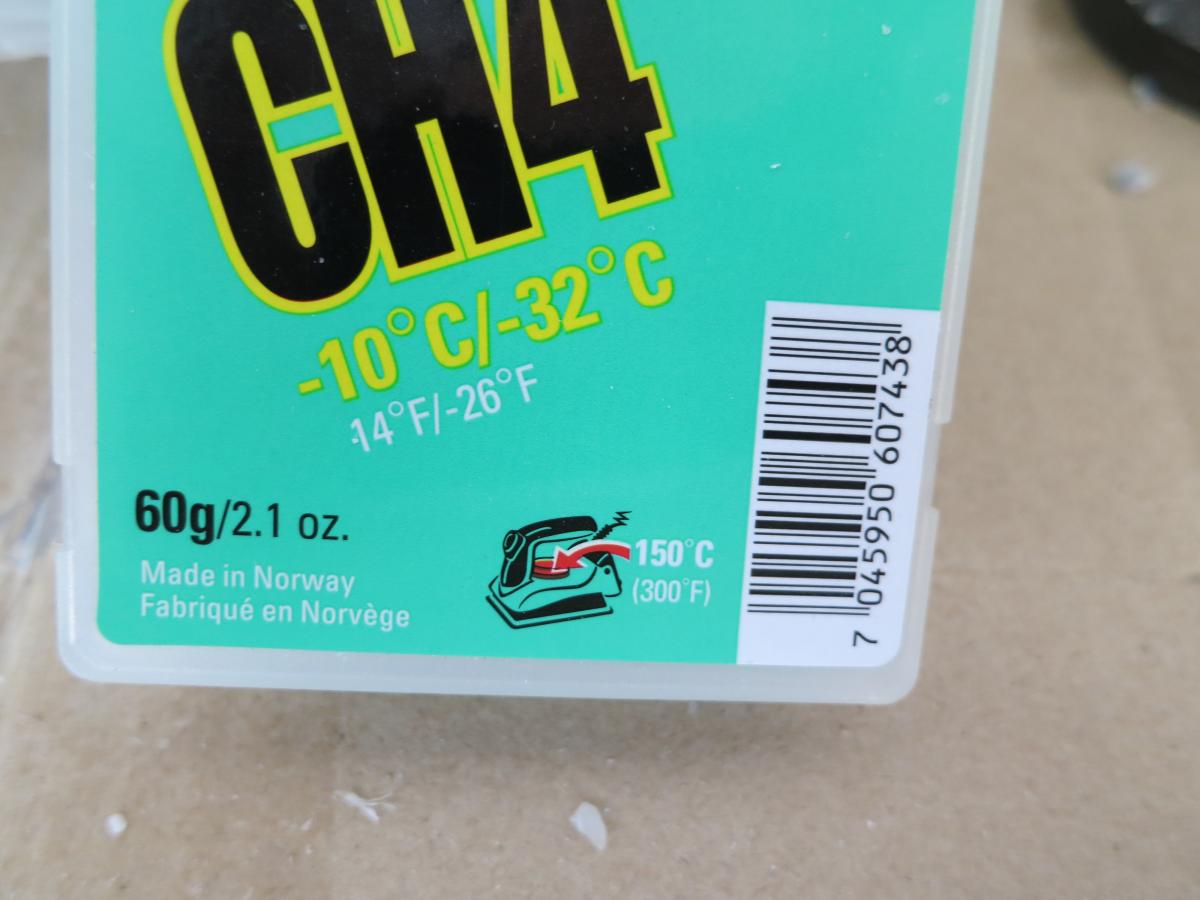 CH4
-10°C/-32°C
14°F/-26°F
60g/2.1 oz.
Made in Norway
Fabriqué en Norvège
150°C
(300°F)
7 045950 607438